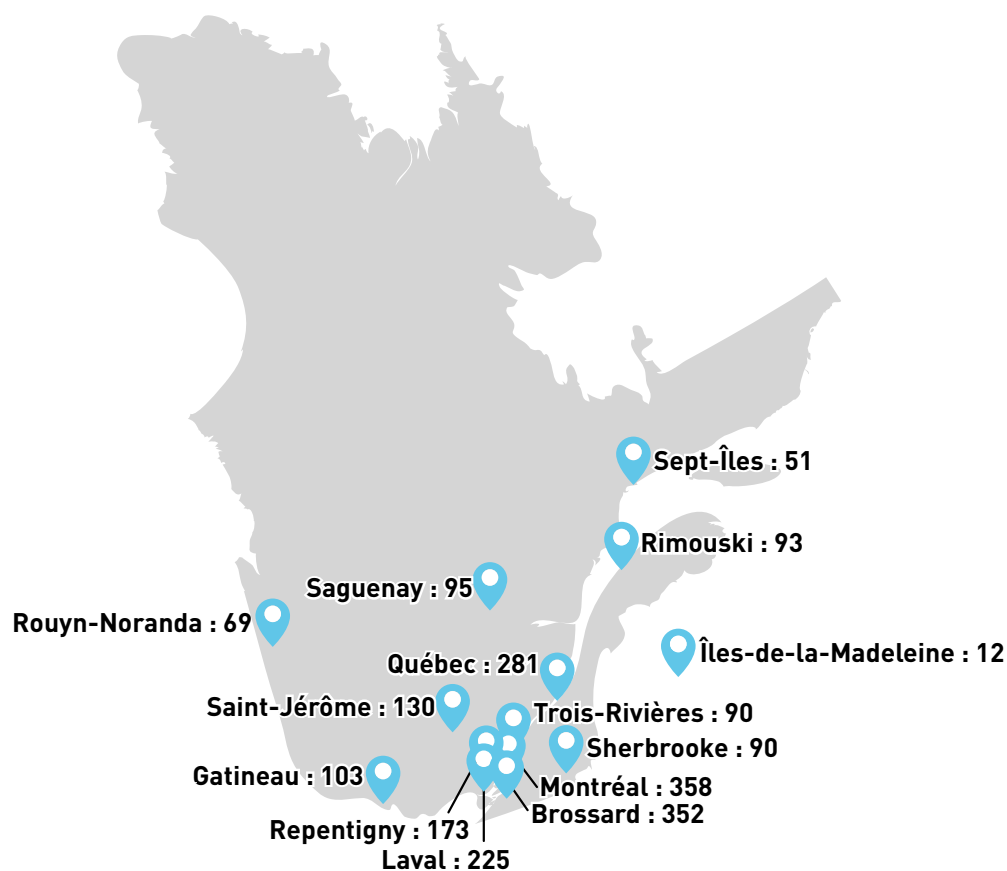 Sept-Îles : 51
Rimouski : 93
Saguenay : 95
Rouyn-Noranda : 69
Îles-de-la-Madeleine : 12
Québec : 281
Saint-Jérôme : 130
Trois-Rivières : 90
Sherbrooke : 90
Gatineau : 103
Montréal : 358
Brossard : 352
Repentigny : 173
Laval : 225